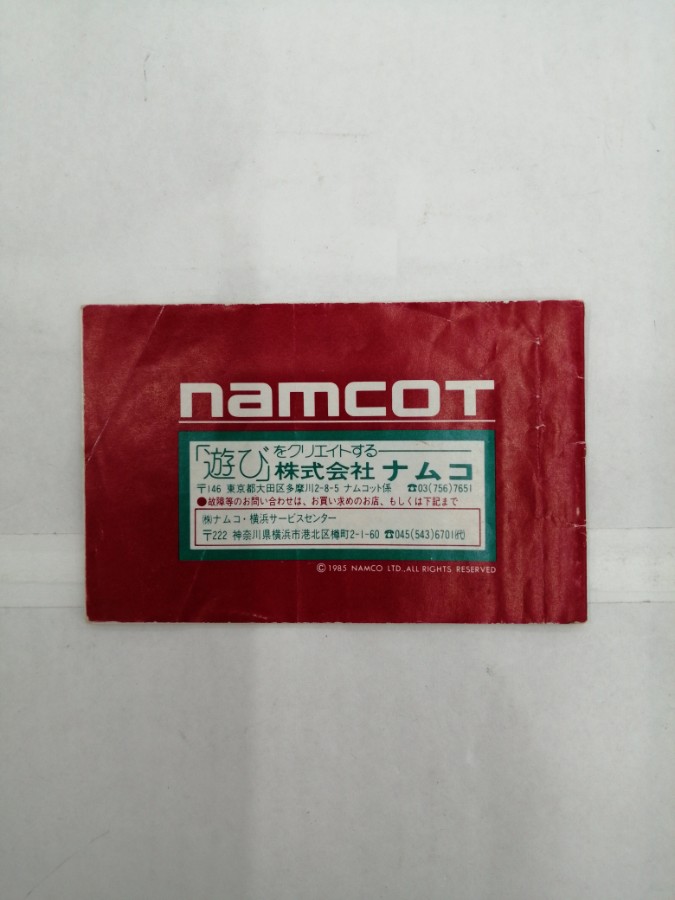 namcoT
「遊び」をクリエイトする
株式会社 ナムコ
〒146 東京都大田区多摩川2-8-5 ナムコット係 ☎03(756)7651
●故障等のお問い合わせは、お買い求めのお店、もしくは下記まで
㈱ナムコ・横浜サービスセンター
〒222 神奈川県横浜市港北区樽町2-1-60 ☎045(543)6701(代)
©1985 NAMCO LTD., ALL RIGHTS RESERVED